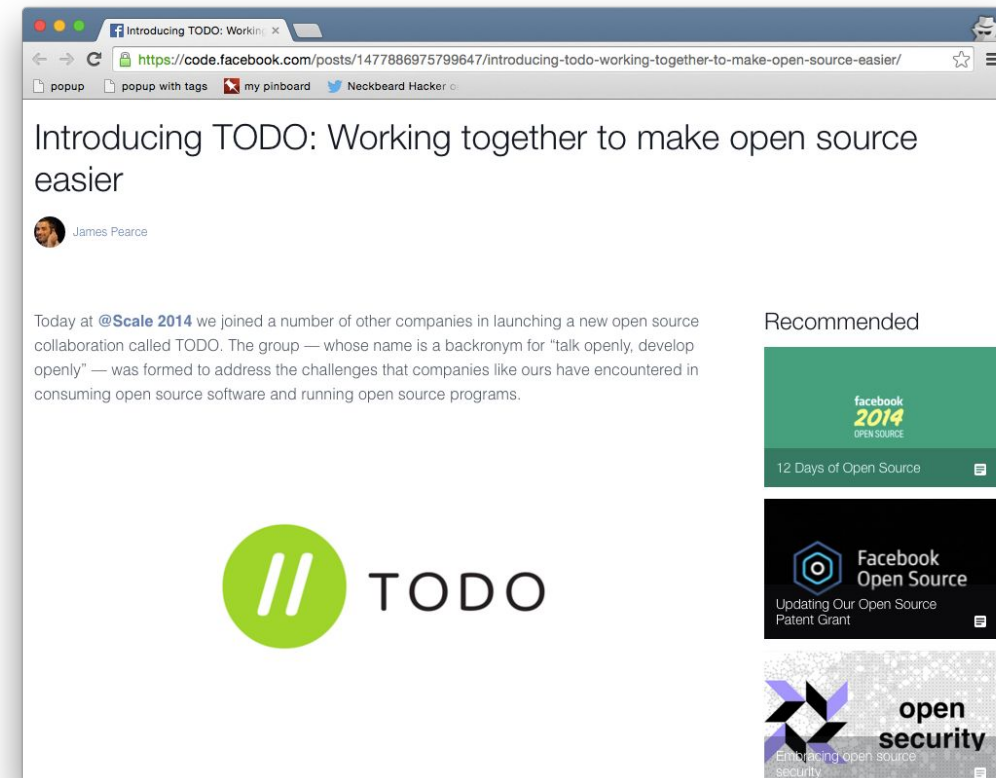 Introducing TODO: Working
https://code.facebook.com/posts/1477886975799647/introducing-todo-working-together-to-make-open-source-easier/
popup
popup with tags
my pinboard
Neckbeard Hacker
Introducing TODO: Working together to make open source
easier
James Pearce
Today at @Scale 2014 we joined a number of other companies in launching a new open source
collaboration called TODO. The group — whose name is a backronym for “talk openly, develop
openly” — was formed to address the challenges that companies like ours have encountered in
consuming open source software and running open source programs.
// TODO
Recommended
facebook
2014
OPEN SOURCE
12 Days of Open Source
Facebook
Open Source
Updating Our Open Source
Patent Grant
open
security
Embracing open source
security